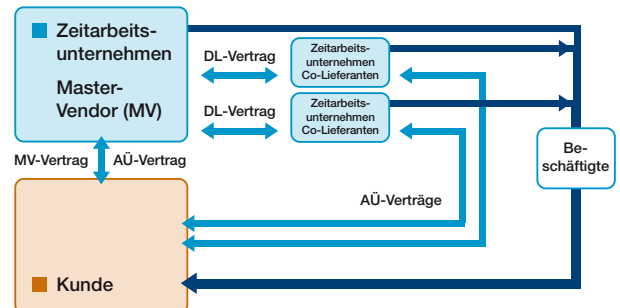 Zeitarbeits-
unternehmen
Master-
Vendor (MV)
DL-Vertrag
Zeitarbeits-
unternehmen
Co-Lieferanten
DL-Vertrag
Zeitarbeits-
unternehmen
Co-Lieferanten
Be-
schäftigte
MV-Vertrag
AÜ-Vertrag
AÜ-Verträge
Kunde